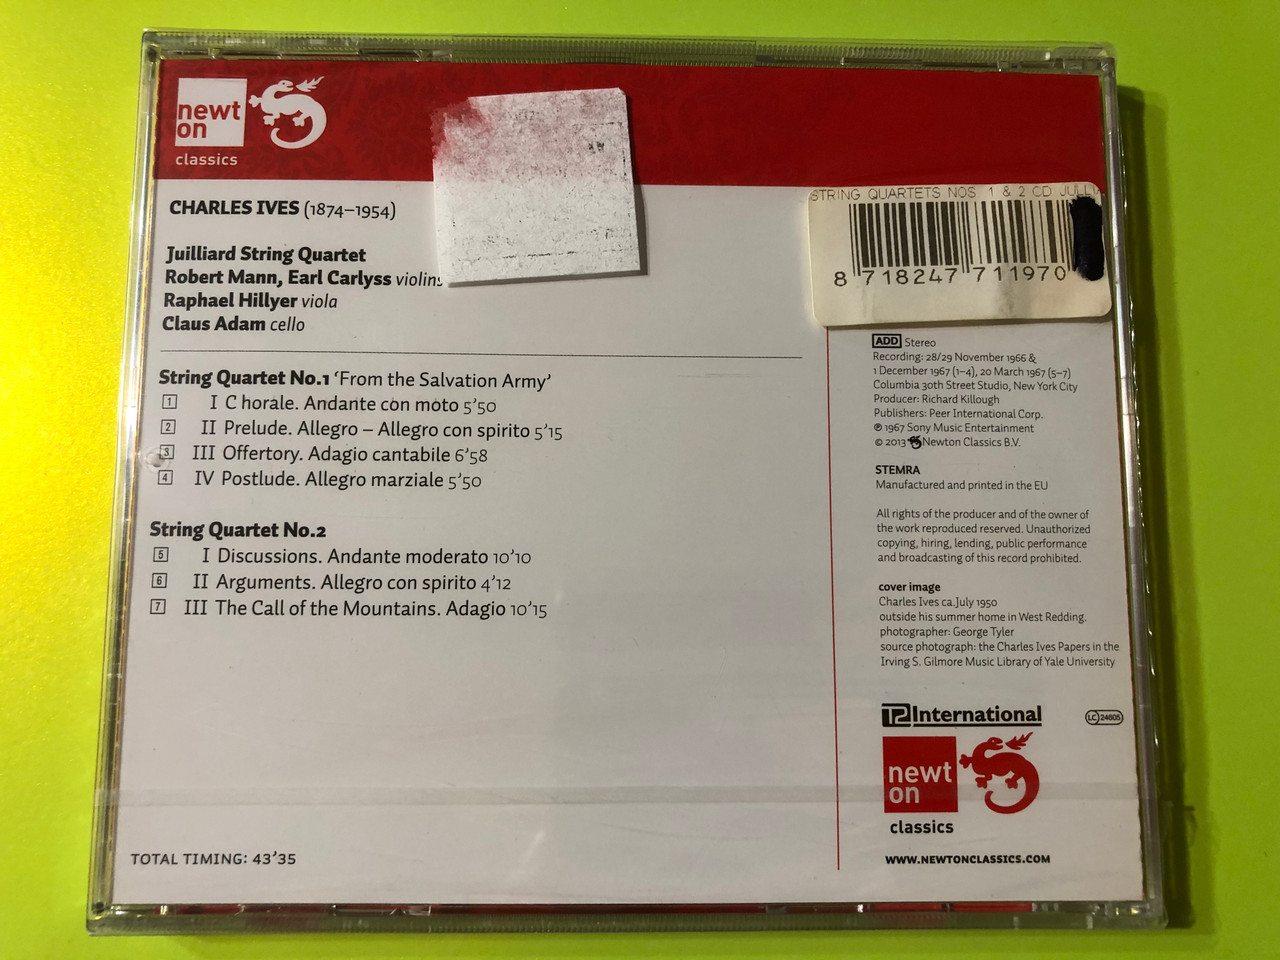 newt
on
classics
CHARLES IVES (1874–1954)
Juilliard String Quartet
Robert Mann, Earl Carlyss violins
Raphael Hillyer viola
Claus Adam cello
String Quartet No.1 ‘From the Salvation Army’
1 I C horale. Andante con moto 5’50
2 II Prelude. Allegro – Allegro con spirito 5’15
3 III Offertory. Adagio cantabile 6’58
4 IV Postlude. Allegro marziale 5’50
String Quartet No.2
5 I Discussions. Andante moderato 10’10
6 II Arguments. Allegro con spirito 4’12
7 III The Call of the Mountains. Adagio 10’15
TOTAL TIMING: 43’35
STRING QUARTETS NOS 1 & 2 CD
8 718247 711970
ADD Stereo
Recording: 28/29 November 1966 &
1 December 1967 (1–4), 20 March 1967 (5–7)
Columbia 30th Street Studio, New York City
Producer: Richard Killough
Publishers: Peer International Corp.
℗ 1967 Sony Music Entertainment
© 2013 Newton Classics B.V.
STEMRA
Manufactured and printed in the EU
All rights of the producer and of the owner of
the work reproduced reserved. Unauthorized
copying, hiring, lending, public performance
and broadcasting of this record prohibited.
cover image
Charles Ives ca.July 1950
outside his summer home in West Redding.
photographer: George Tyler
source photograph: the Charles Ives Papers in the
Irving S. Gilmore Music Library of Yale University
T2 International
LC 24605
newt
on
classics
WWW.NEWTONCLASSICS.COM